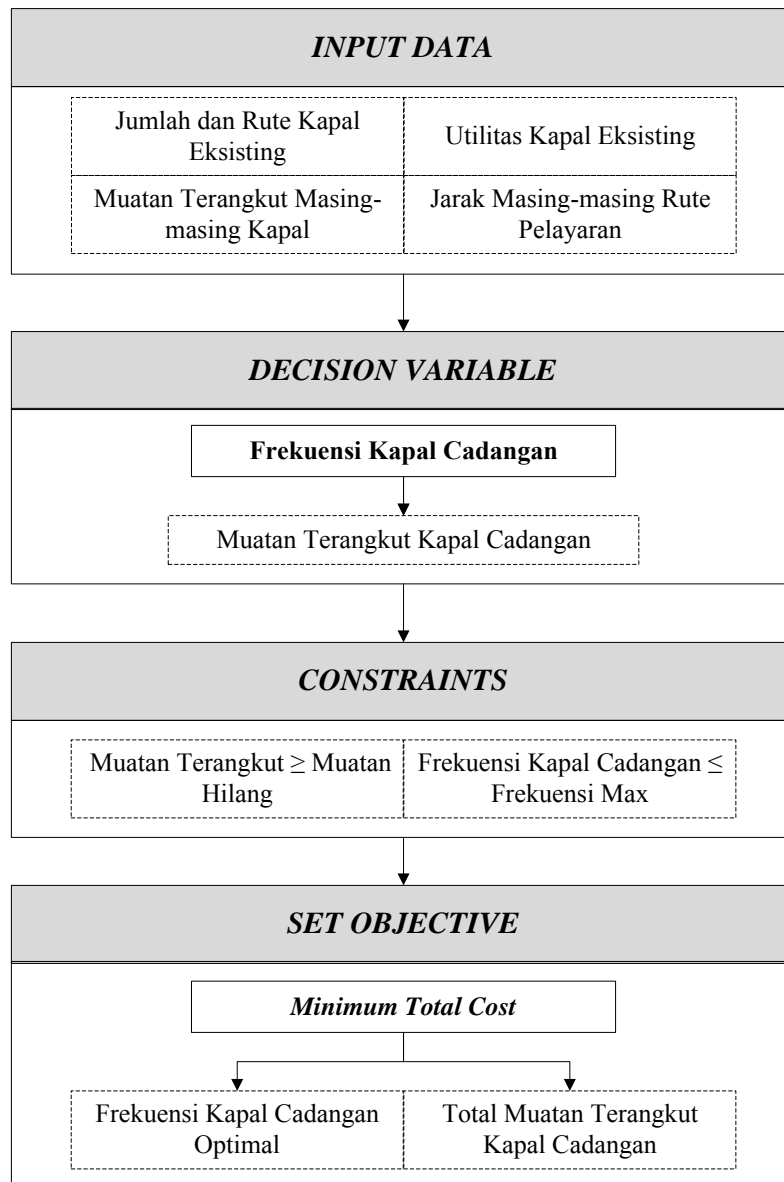 INPUT DATA
Jumlah dan Rute Kapal
Eksisting
Utilitas Kapal Eksisting
Muatan Terangkut Masing-
masing Kapal
Jarak Masing-masing Rute
Pelayaran
DECISION VARIABLE
Frekuensi Kapal Cadangan
Muatan Terangkut Kapal Cadangan
CONSTRAINTS
Muatan Terangkut ≥ Muatan
Hilang
Frekuensi Kapal Cadangan ≤
Frekuensi Max
SET OBJECTIVE
Minimum Total Cost
Frekuensi Kapal Cadangan
Optimal
Total Muatan Terangkut
Kapal Cadangan